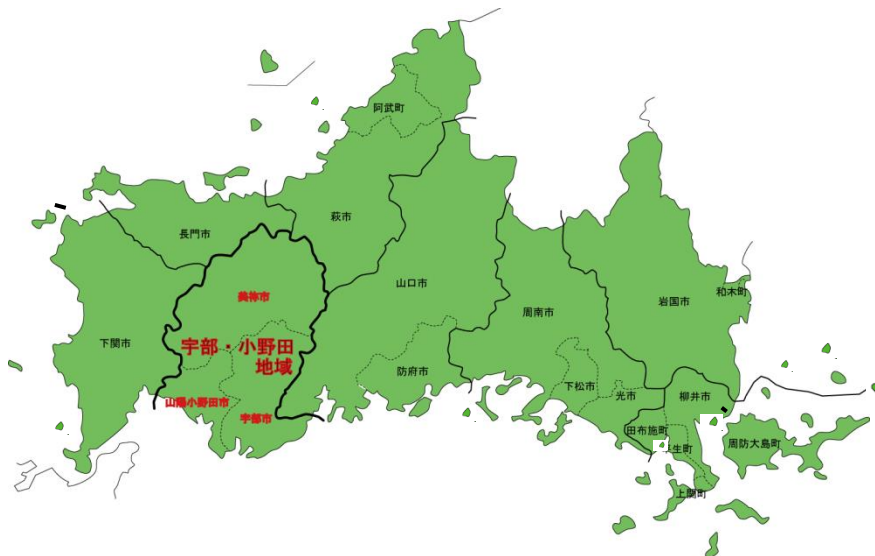 阿武町
萩市
長門市
美祢市
山口市
和木町
岩国市
周南市
下関市
宇部・小野田
地域
防府市
下松市
光市
柳井市
山陽小野田市
宇部市
田布施町
生町
周防大島町
上関町